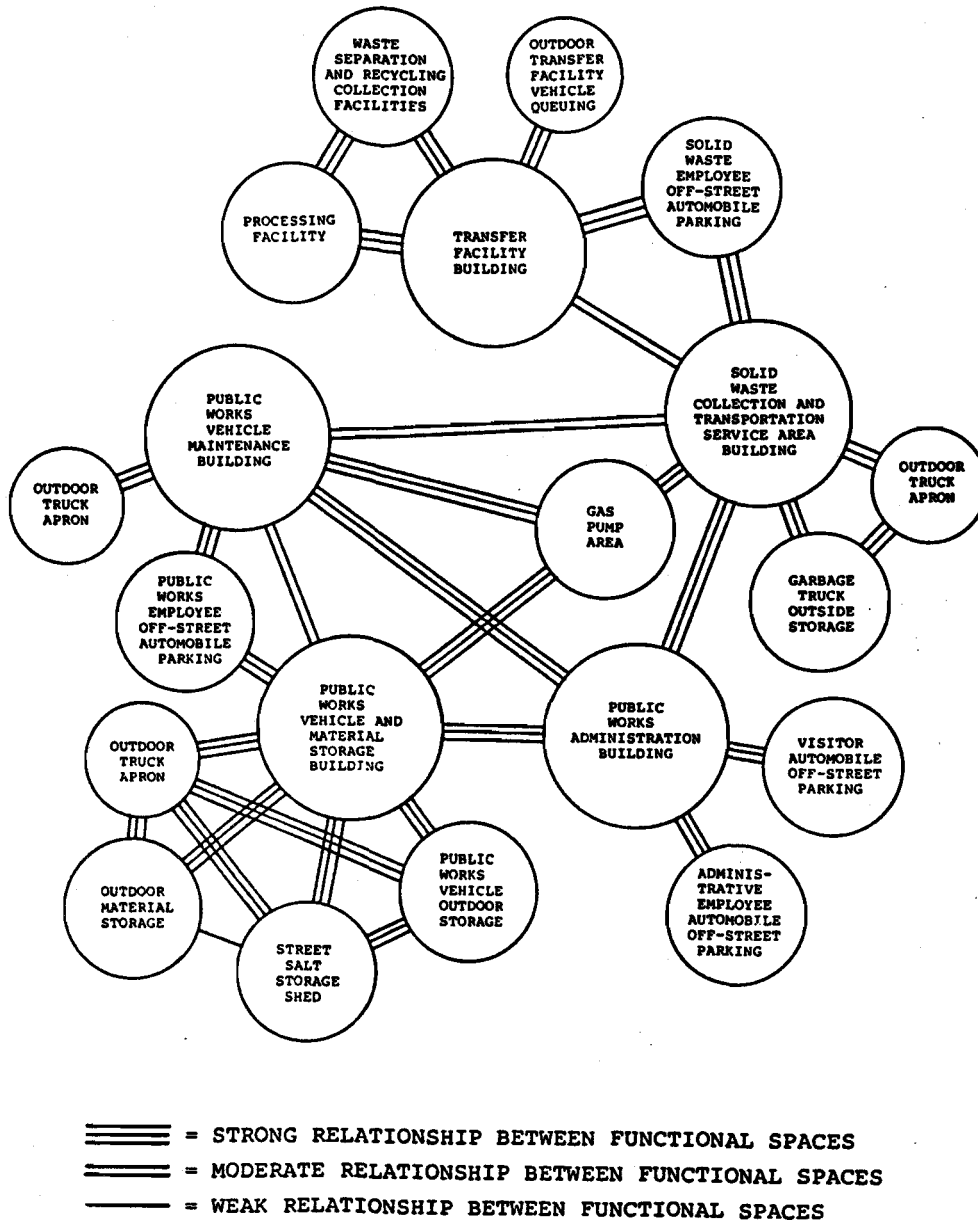 WASTE
SEPARATION
AND RECYCLING
COLLECTION
FACILITIES
OUTDOOR
TRANSFER
FACILITY
VEHICLE
QUEUING
SOLID
WASTE
EMPLOYEE
OFF-STREET
AUTOMOBILE
PARKING
PROCESSING
FACILITY
TRANSFER
FACILITY
BUILDING
PUBLIC
WORKS
VEHICLE
MAINTENANCE
BUILDING
SOLID
WASTE
COLLECTION AND
TRANSPORTATION
SERVICE AREA
BUILDING
OUTDOOR
TRUCK
APRON
GAS
PUMP
AREA
OUTDOOR
TRUCK
APRON
PUBLIC
WORKS
EMPLOYEE
OFF-STREET
AUTOMOBILE
PARKING
GARBAGE
TRUCK
OUTSIDE
STORAGE
PUBLIC
WORKS
VEHICLE AND
MATERIAL
STORAGE
BUILDING
PUBLIC
WORKS
ADMINISTRATION
BUILDING
OUTDOOR
TRUCK
APRON
VISITOR
AUTOMOBILE
OFF-STREET
PARKING
OUTDOOR
MATERIAL
STORAGE
PUBLIC
WORKS
VEHICLE
OUTDOOR
STORAGE
ADMINIS-
TRATIVE
EMPLOYEE
AUTOMOBILE
OFF-STREET
PARKING
STREET
SALT
STORAGE
SHED
= STRONG RELATIONSHIP BETWEEN FUNCTIONAL SPACES
= MODERATE RELATIONSHIP BETWEEN FUNCTIONAL SPACES
= WEAK RELATIONSHIP BETWEEN FUNCTIONAL SPACES